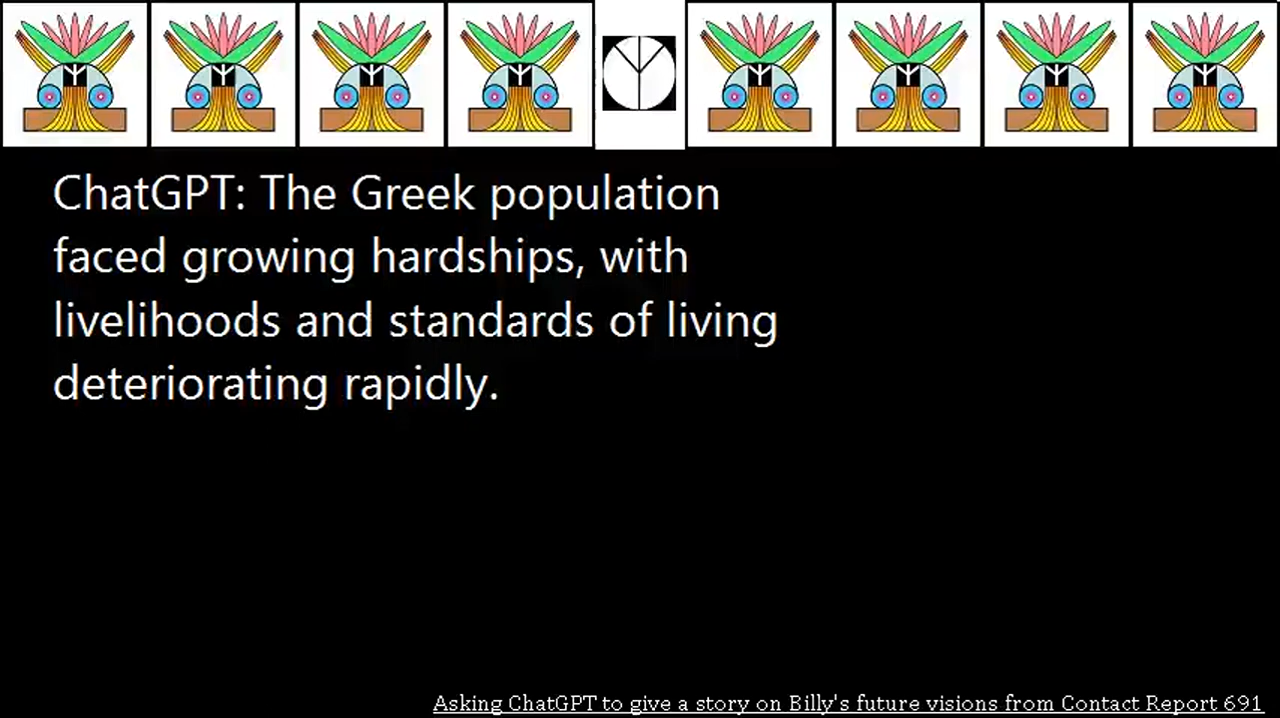 ChatGPT: The Greek population
faced growing hardships, with
livelihoods and standards of living
deteriorating rapidly.
Asking ChatGPT to give a story on Billy's future visions from Contact Report 691